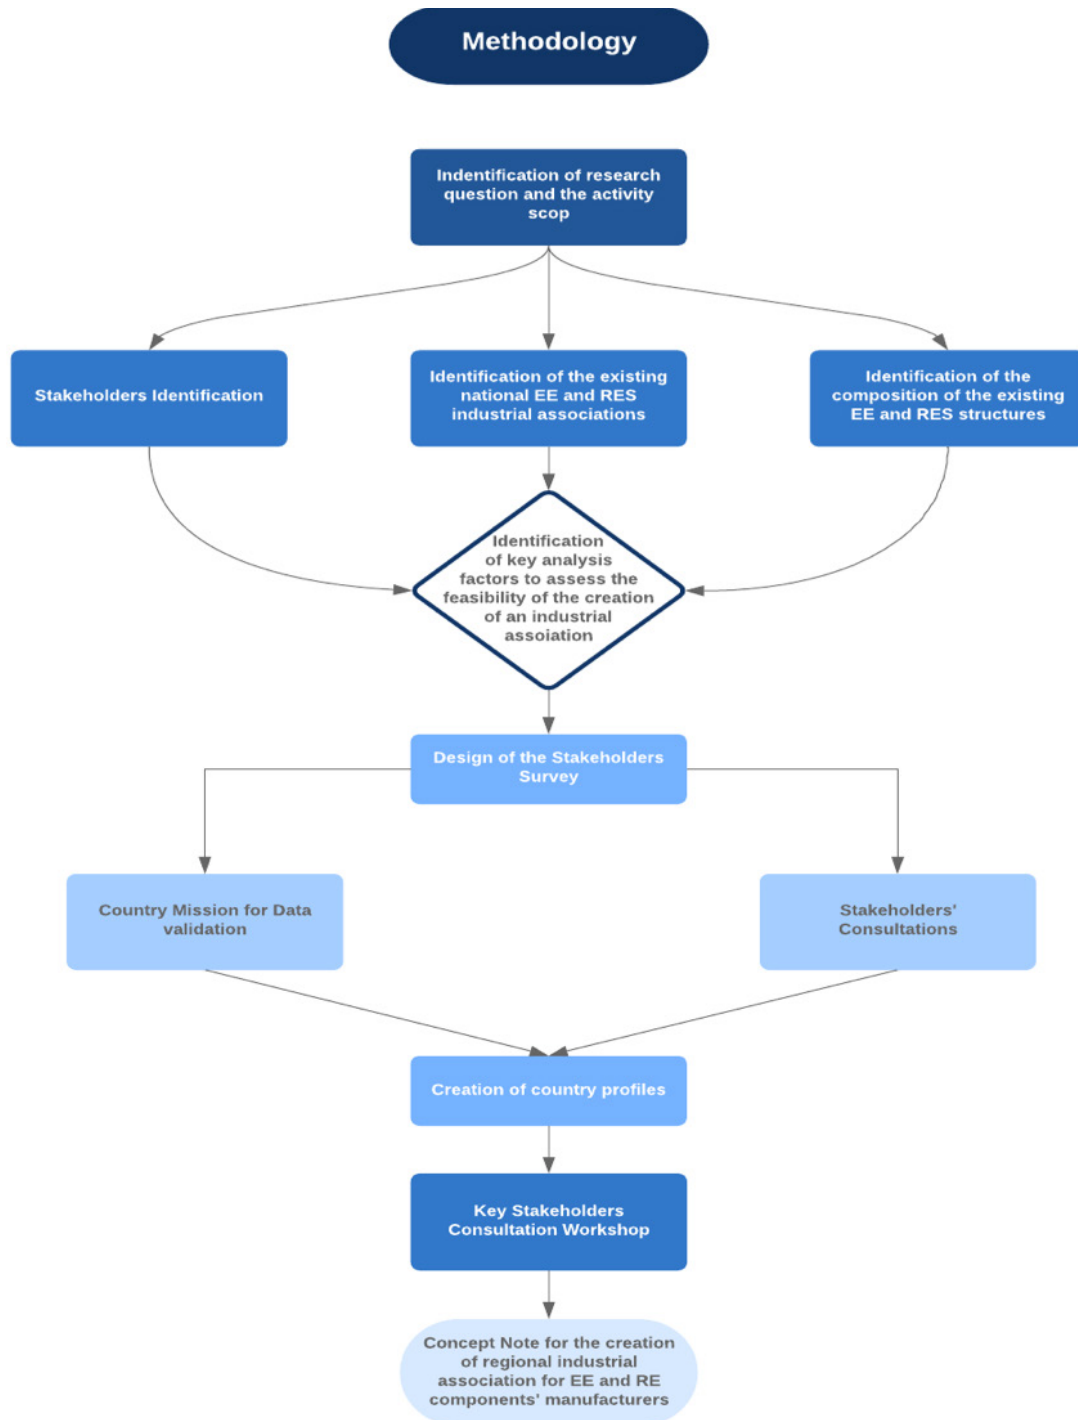 Methodology
Indentification of research
question and the activity
scop
Stakeholders Identification
Identification of the existing
national EE and RES
industrial associations
Identification of the
composition of the existing
EE and RES structures
Identification
of key analysis
factors to assess the
feasibility of the creation
of an industrial
assoiation
Design of the Stakeholders
Survey
Country Mission for Data
validation
Stakeholders'
Consultations
Creation of country profiles
Key Stakeholders
Consultation Workshop
Concept Note for the creation
of regional industrial
association for EE and RE
components' manufacturers